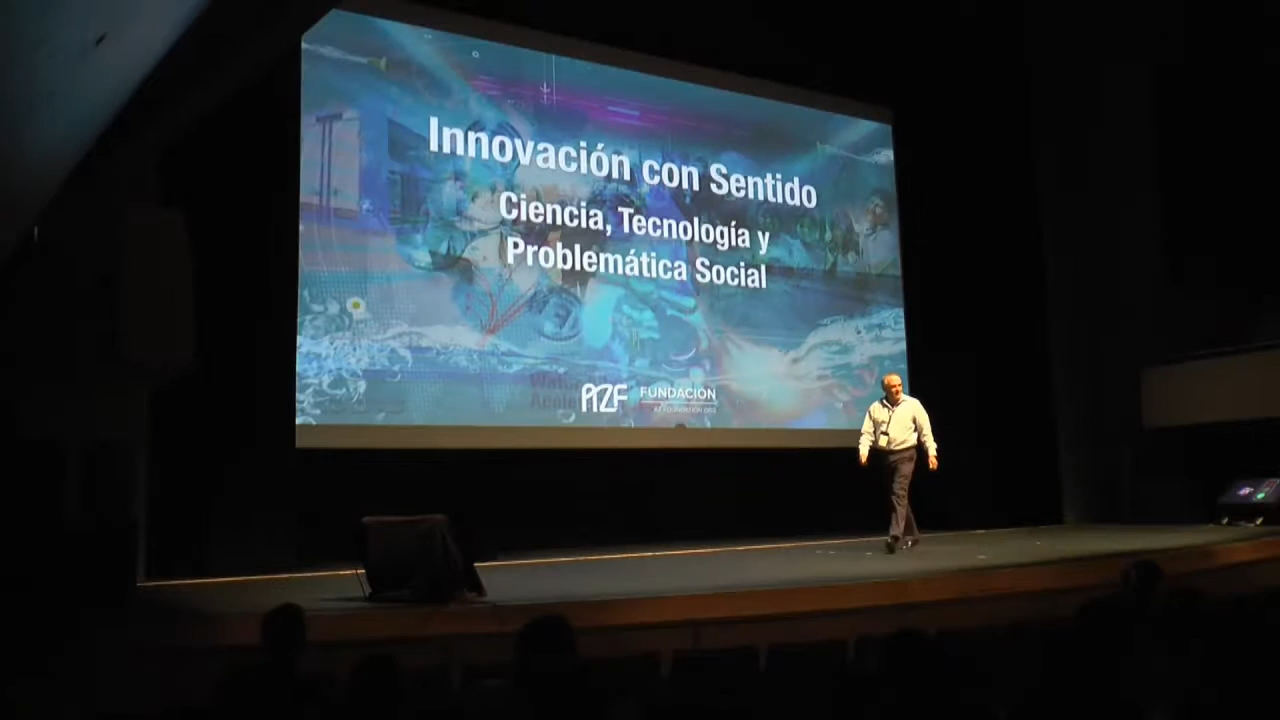 Innovación con Sentido
Ciencia, Tecnología y
Problemática Social
AZF FUNDACIÓN